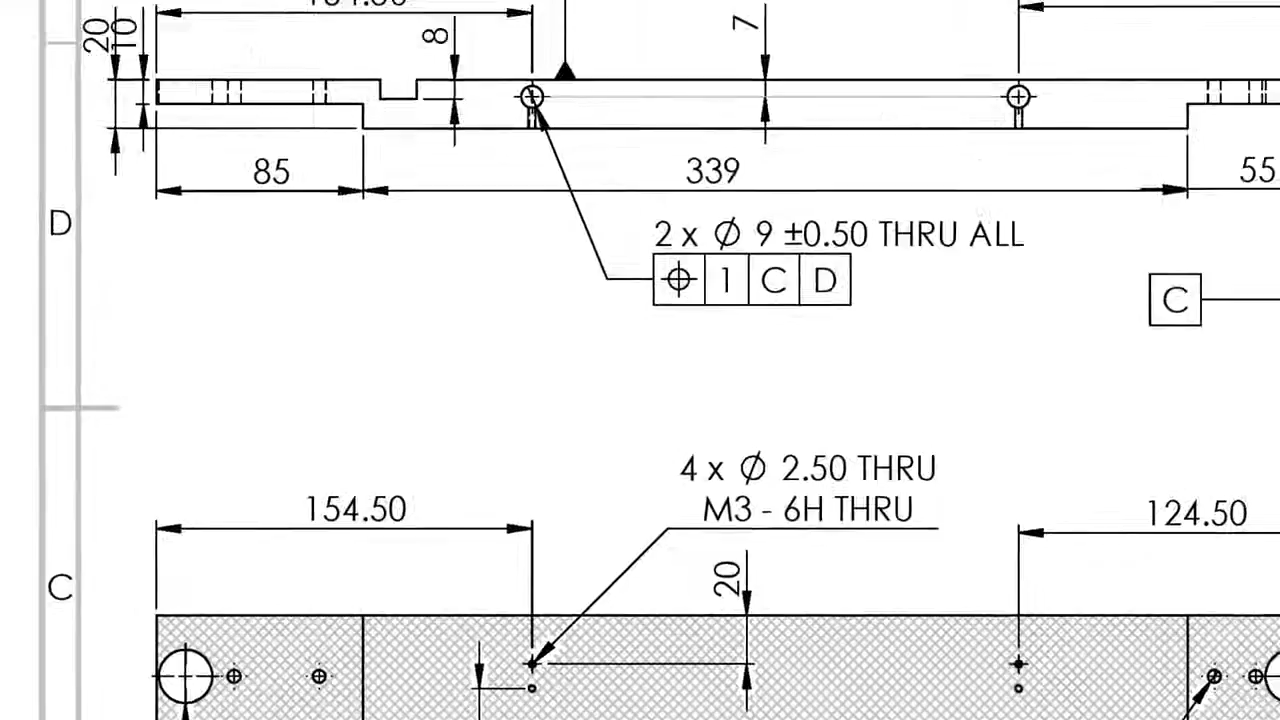 20
10
8
7
85
339
55
D
2 x Ø 9 ±0.50 THRU ALL
⌖ 1 C D
C
4 x Ø 2.50 THRU
M3 - 6H THRU
154.50
124.50
20
C